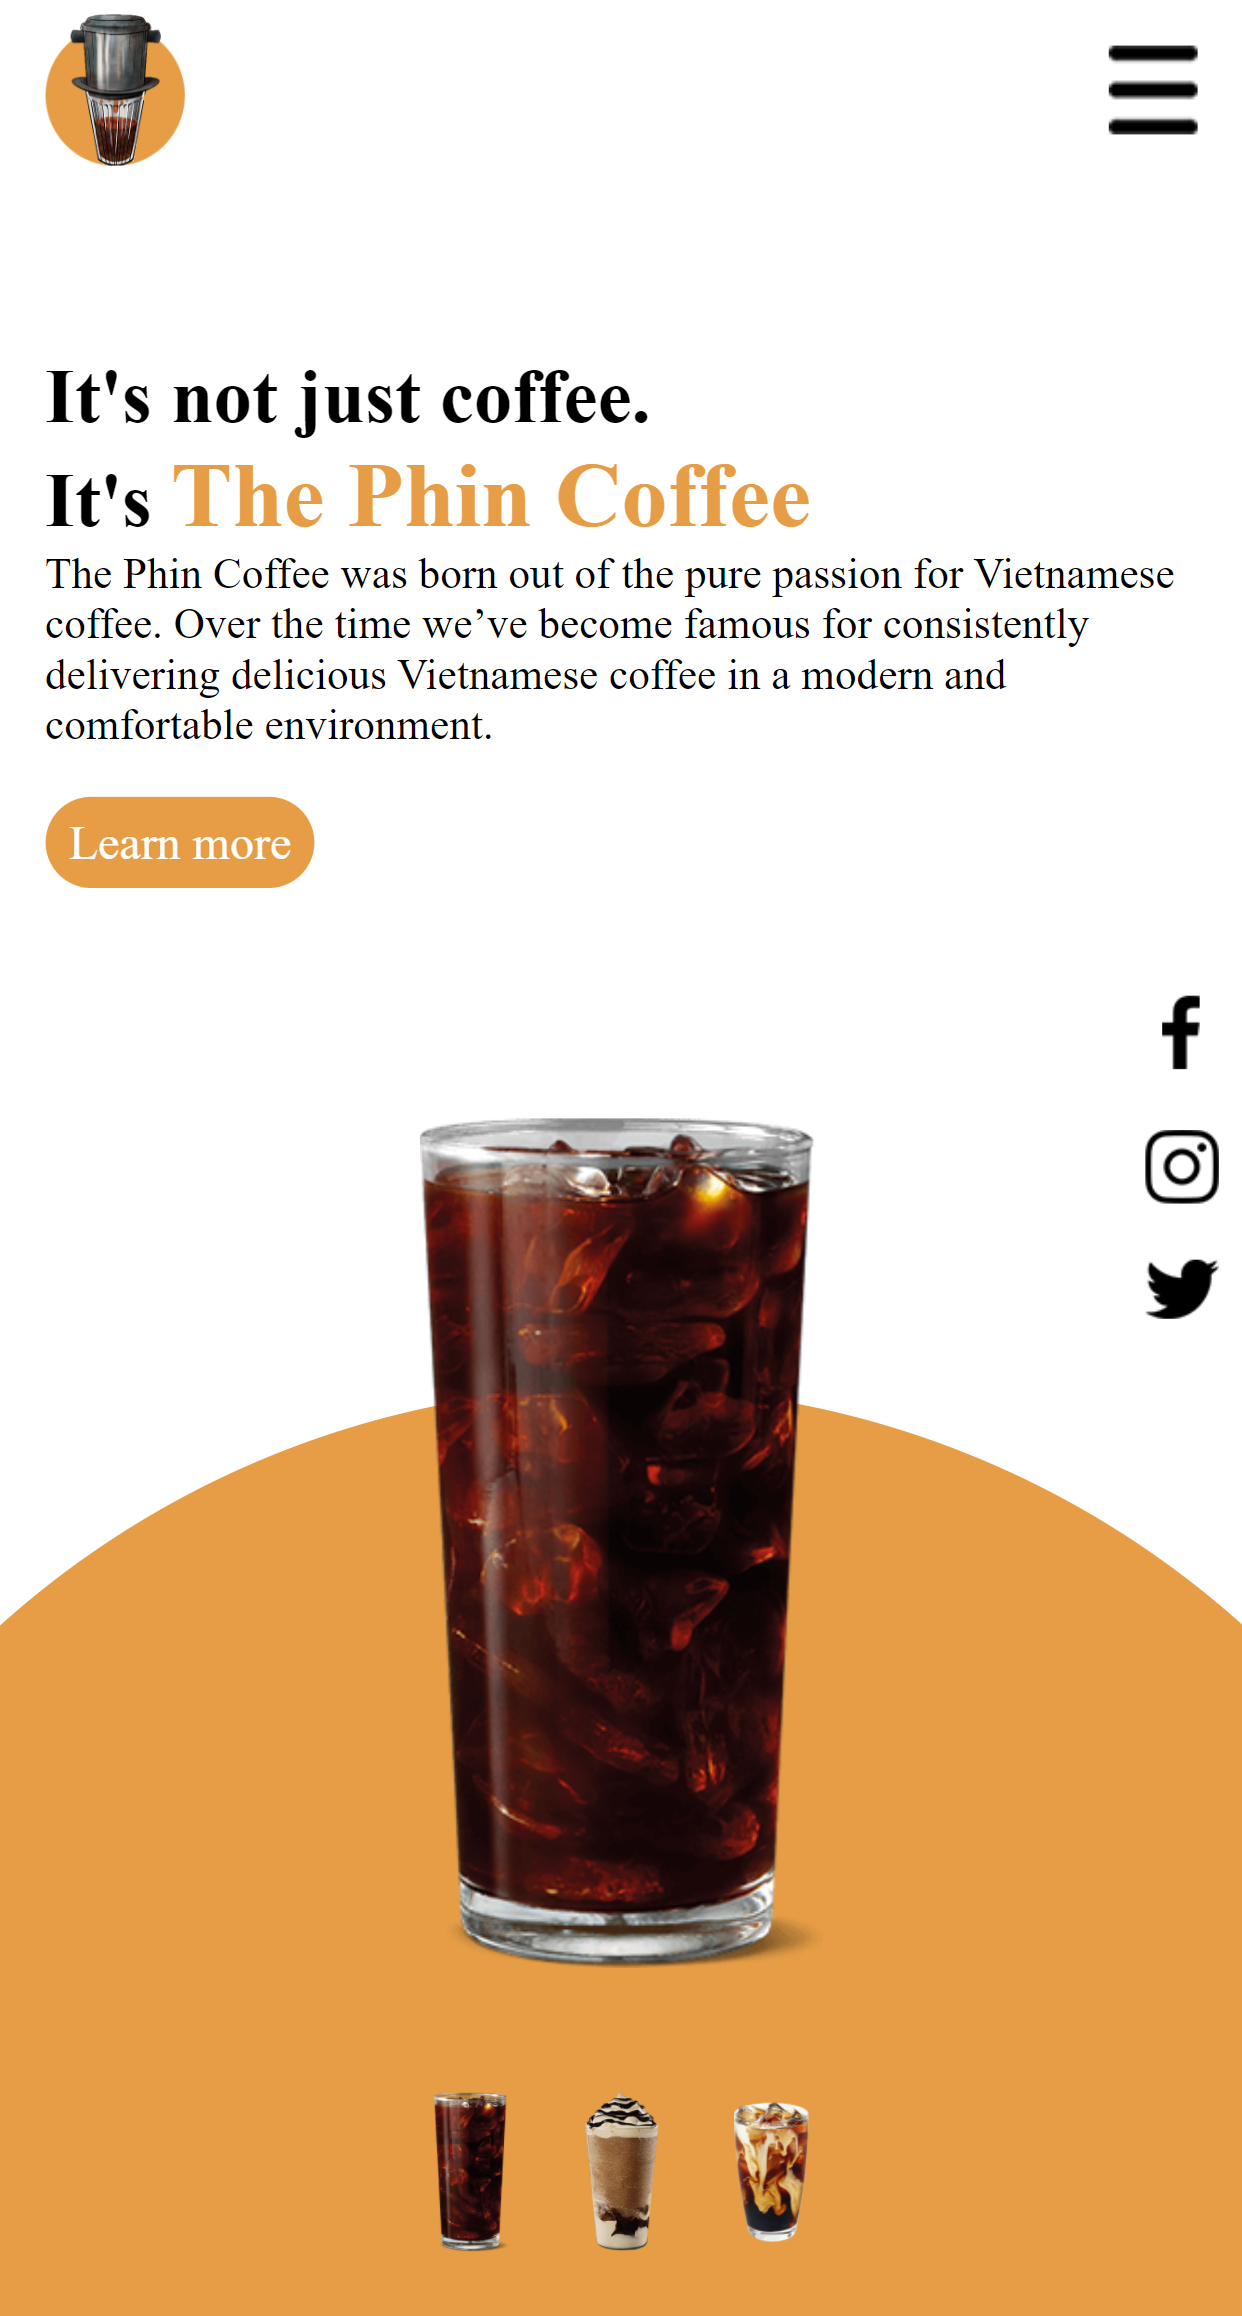 It's not just coffee.
It's The Phin Coffee
The Phin Coffee was born out of the pure passion for Vietnamese
coffee. Over the time we’ve become famous for consistently
delivering delicious Vietnamese coffee in a modern and
comfortable environment.
Learn more